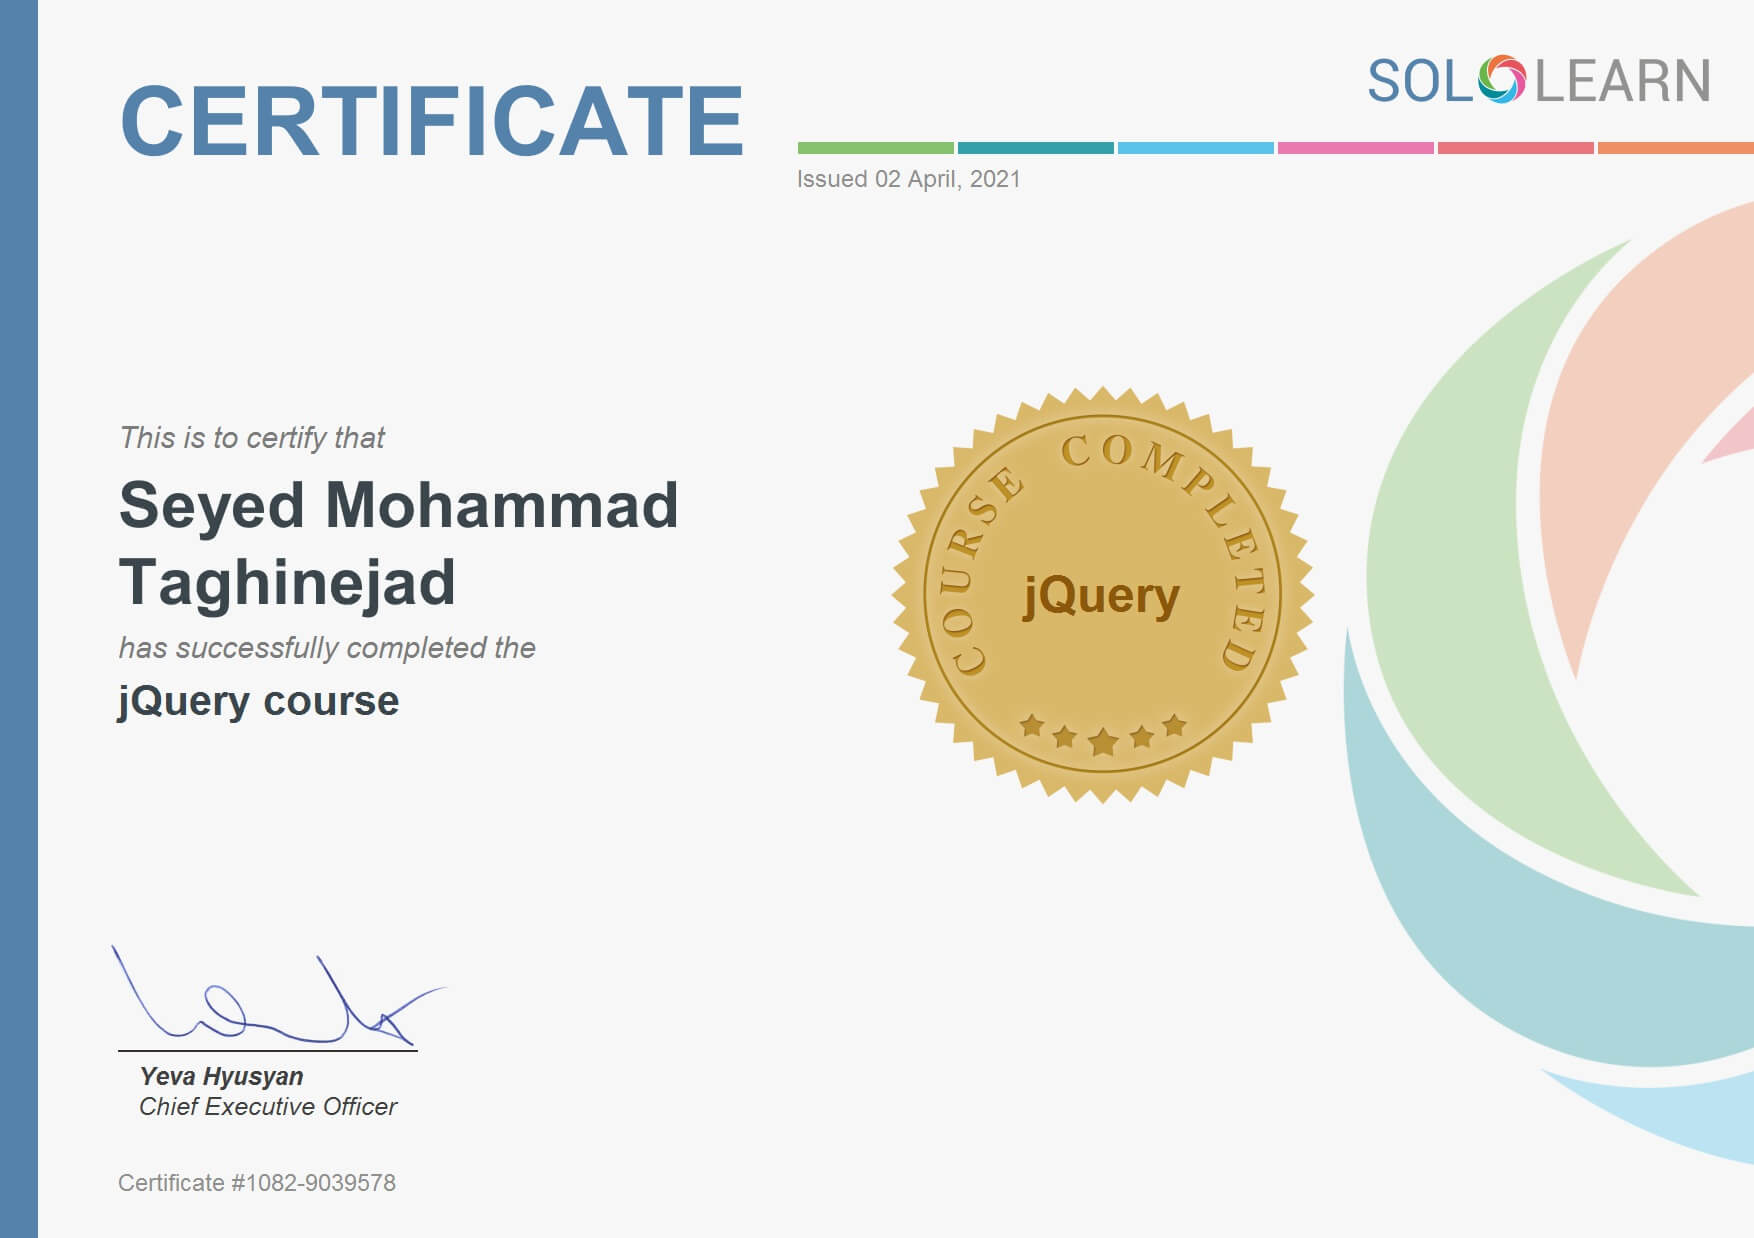 CERTIFICATE
SOLOLEARN
Issued 02 April, 2021
This is to certify that
Seyed Mohammad
Taghinejad
has successfully completed the
jQuery course
COURSE COMPLETED
jQuery
Yeva Hyusyan
Chief Executive Officer
Certificate #1082-9039578